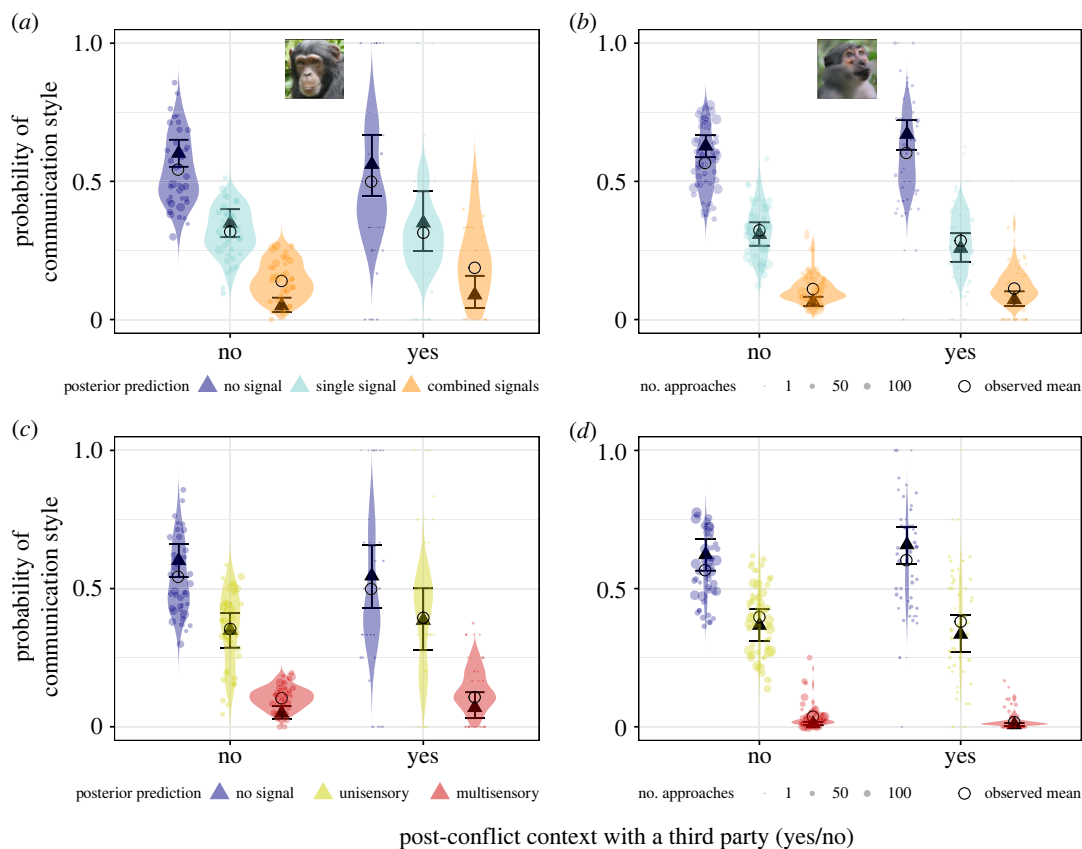 (a)
(b)
probability of
communication style
1.0
0.5
0
no
yes
no
yes
posterior prediction no signal single signal combined signals
no. approaches 1 50 100 observed mean
(c)
(d)
probability of
communication style
1.0
0.5
0
1.0
0.5
0
1.0
0.5
0
no
yes
no
yes
posterior prediction no signal unisensory multisensory
no. approaches 1 50 100 observed mean
post-conflict context with a third party (yes/no)